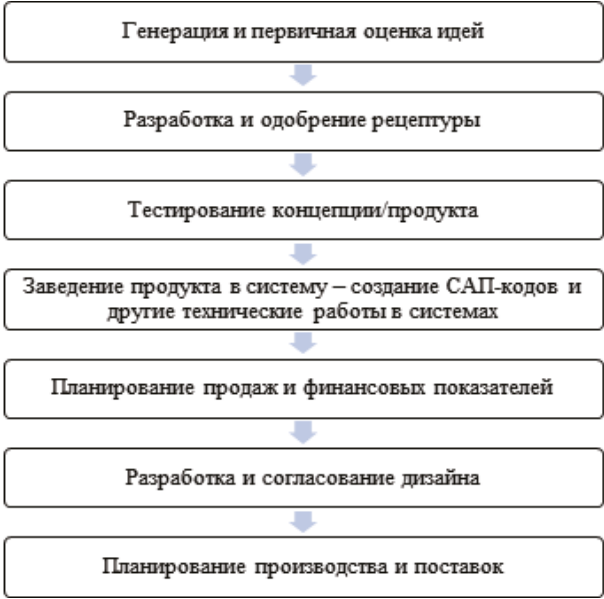 Генерация и первичная оценка идей
Разработка и одобрение рецептуры
Тестирование концепции/продукта
Заведение продукта в систему – создание САП-кодов и
другие технические работы в системах
Планирование продаж и финансовых показателей
Разработка и согласование дизайна
Планирование производства и поставок